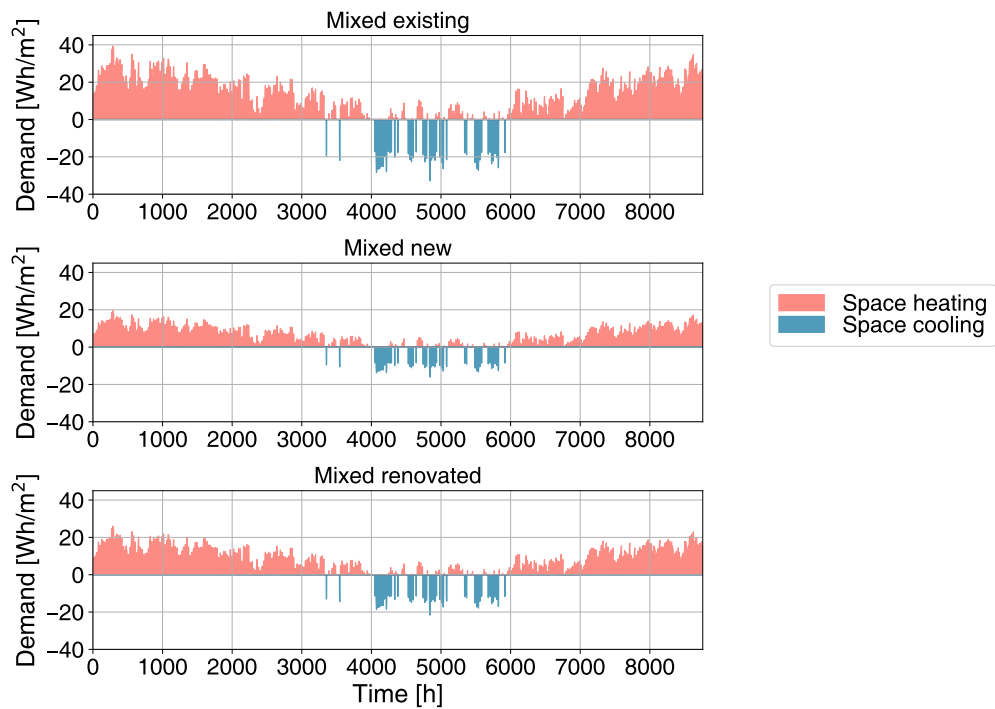 Mixed existing
Demand [Wh/m²]
40
20
0
−20
−40
0 1000 2000 3000 4000 5000 6000 7000 8000
Mixed new
Demand [Wh/m²]
40
20
0
−20
−40
0 1000 2000 3000 4000 5000 6000 7000 8000
Space heating
Space cooling
Mixed renovated
Demand [Wh/m²]
40
20
0
−20
−40
0 1000 2000 3000 4000 5000 6000 7000 8000
Time [h]